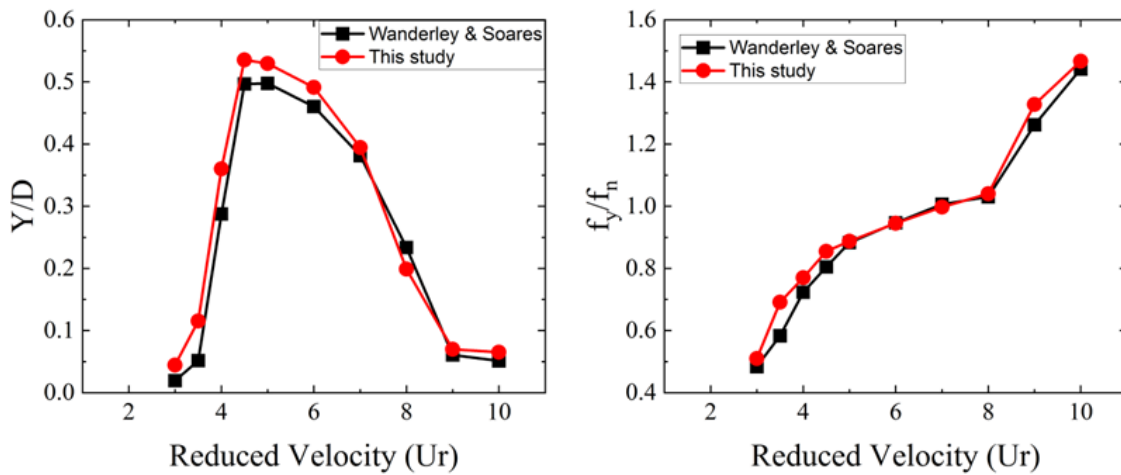 0.6
0.5
0.4
0.3
0.2
0.1
0.0
Y/D
Wanderley & Soares
This study
2 4 6 8 10
Reduced Velocity (Ur)
1.6
1.4
1.2
1.0
0.8
0.6
0.4
f_y/f_n
Wanderley & Soares
This study
2 4 6 8 10
Reduced Velocity (Ur)